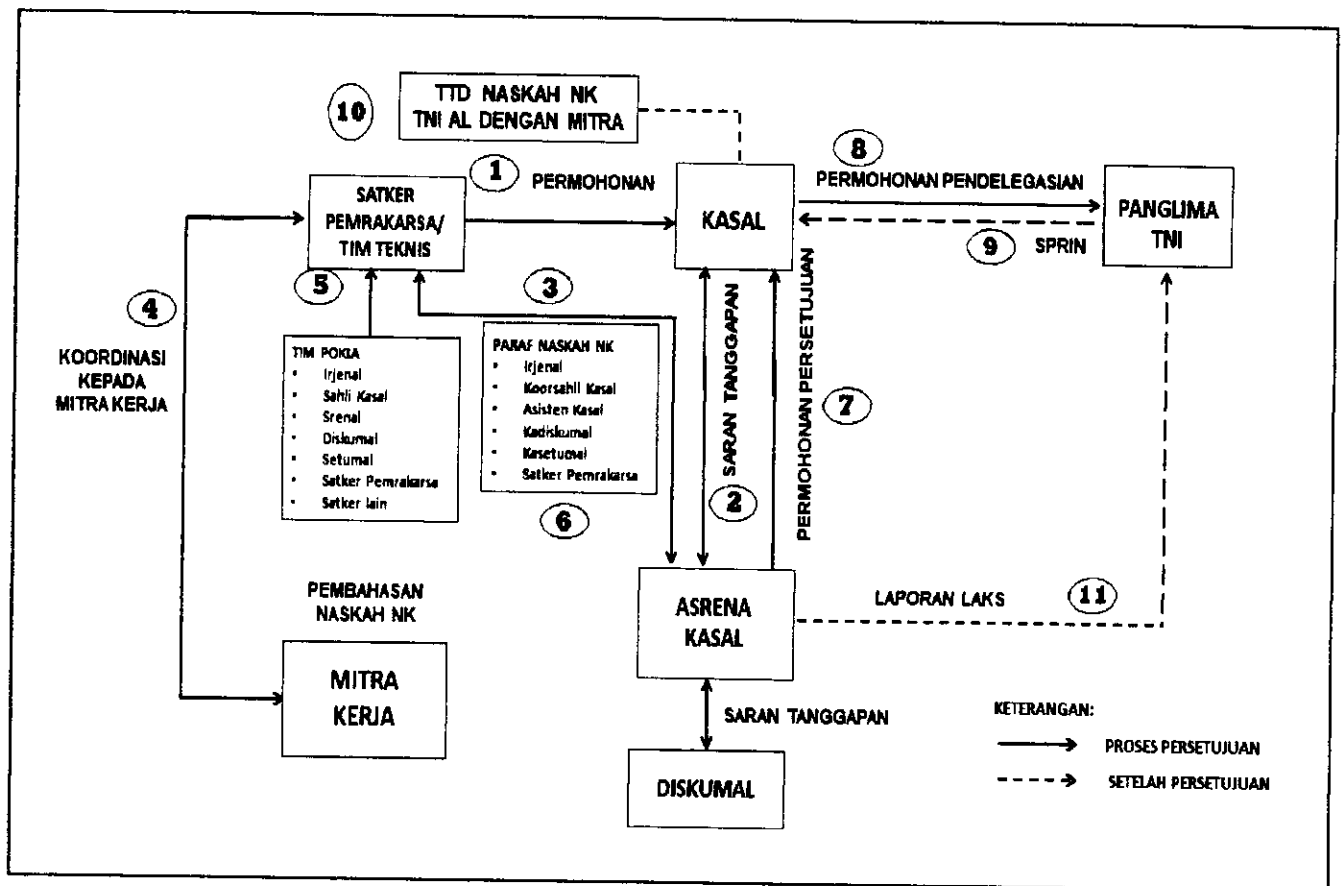 10
TTD NASKAH NK
TNI AL DENGAN MITRA
1
PERMOHONAN
8
PERMOHONAN PENDELEGASIAN
SATKER
PEMRAKARSA/
TIM TEKNIS
KASAL
PANGLIMA
TNI
9
SPRIN
5
3
4
KOORDINASI
KEPADA
MITRA KERJA
TIM POKJA
• Irjenal
• Sahli Kasal
• Srenal
• Diskumal
• Setumal
• Satker Pemrakarsa
• Satker lain
PARAF NASKAH NK
• Irjenal
• Koorsahli Kasal
• Asisten Kasal
• Kadiskumal
• Kasetumal
• Satker Pemrakarsa
6
SARAN TANGGAPAN
2
PERMOHONAN PERSETUJUAN
7
PEMBAHASAN
NASKAH NK
MITRA
KERJA
ASRENA
KASAL
LAPORAN LAKS
11
SARAN TANGGAPAN
DISKUMAL
KETERANGAN:
PROSES PERSETUJUAN
SETELAH PERSETUJUAN